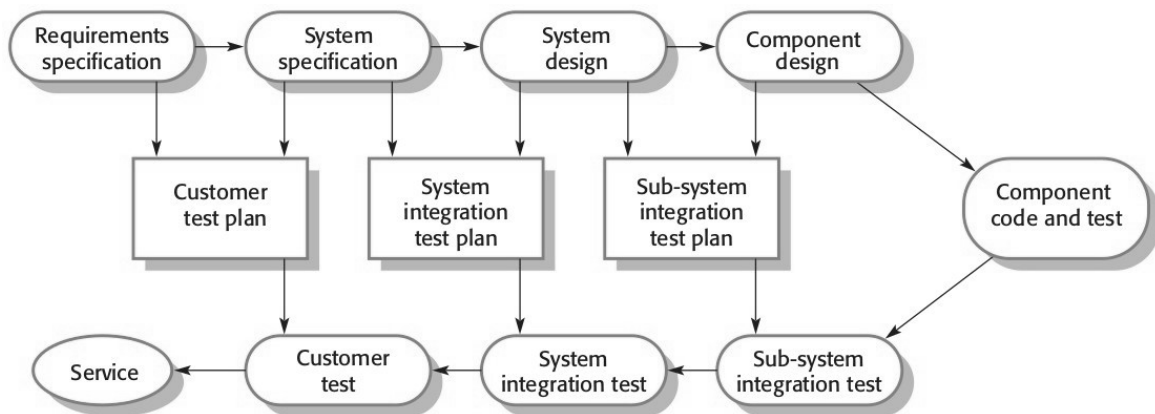 Requirements
specification
System
specification
System
design
Component
design
Customer
test plan
System
integration
test plan
Sub-system
integration
test plan
Component
code and test
Service
Customer
test
System
integration test
Sub-system
integration test